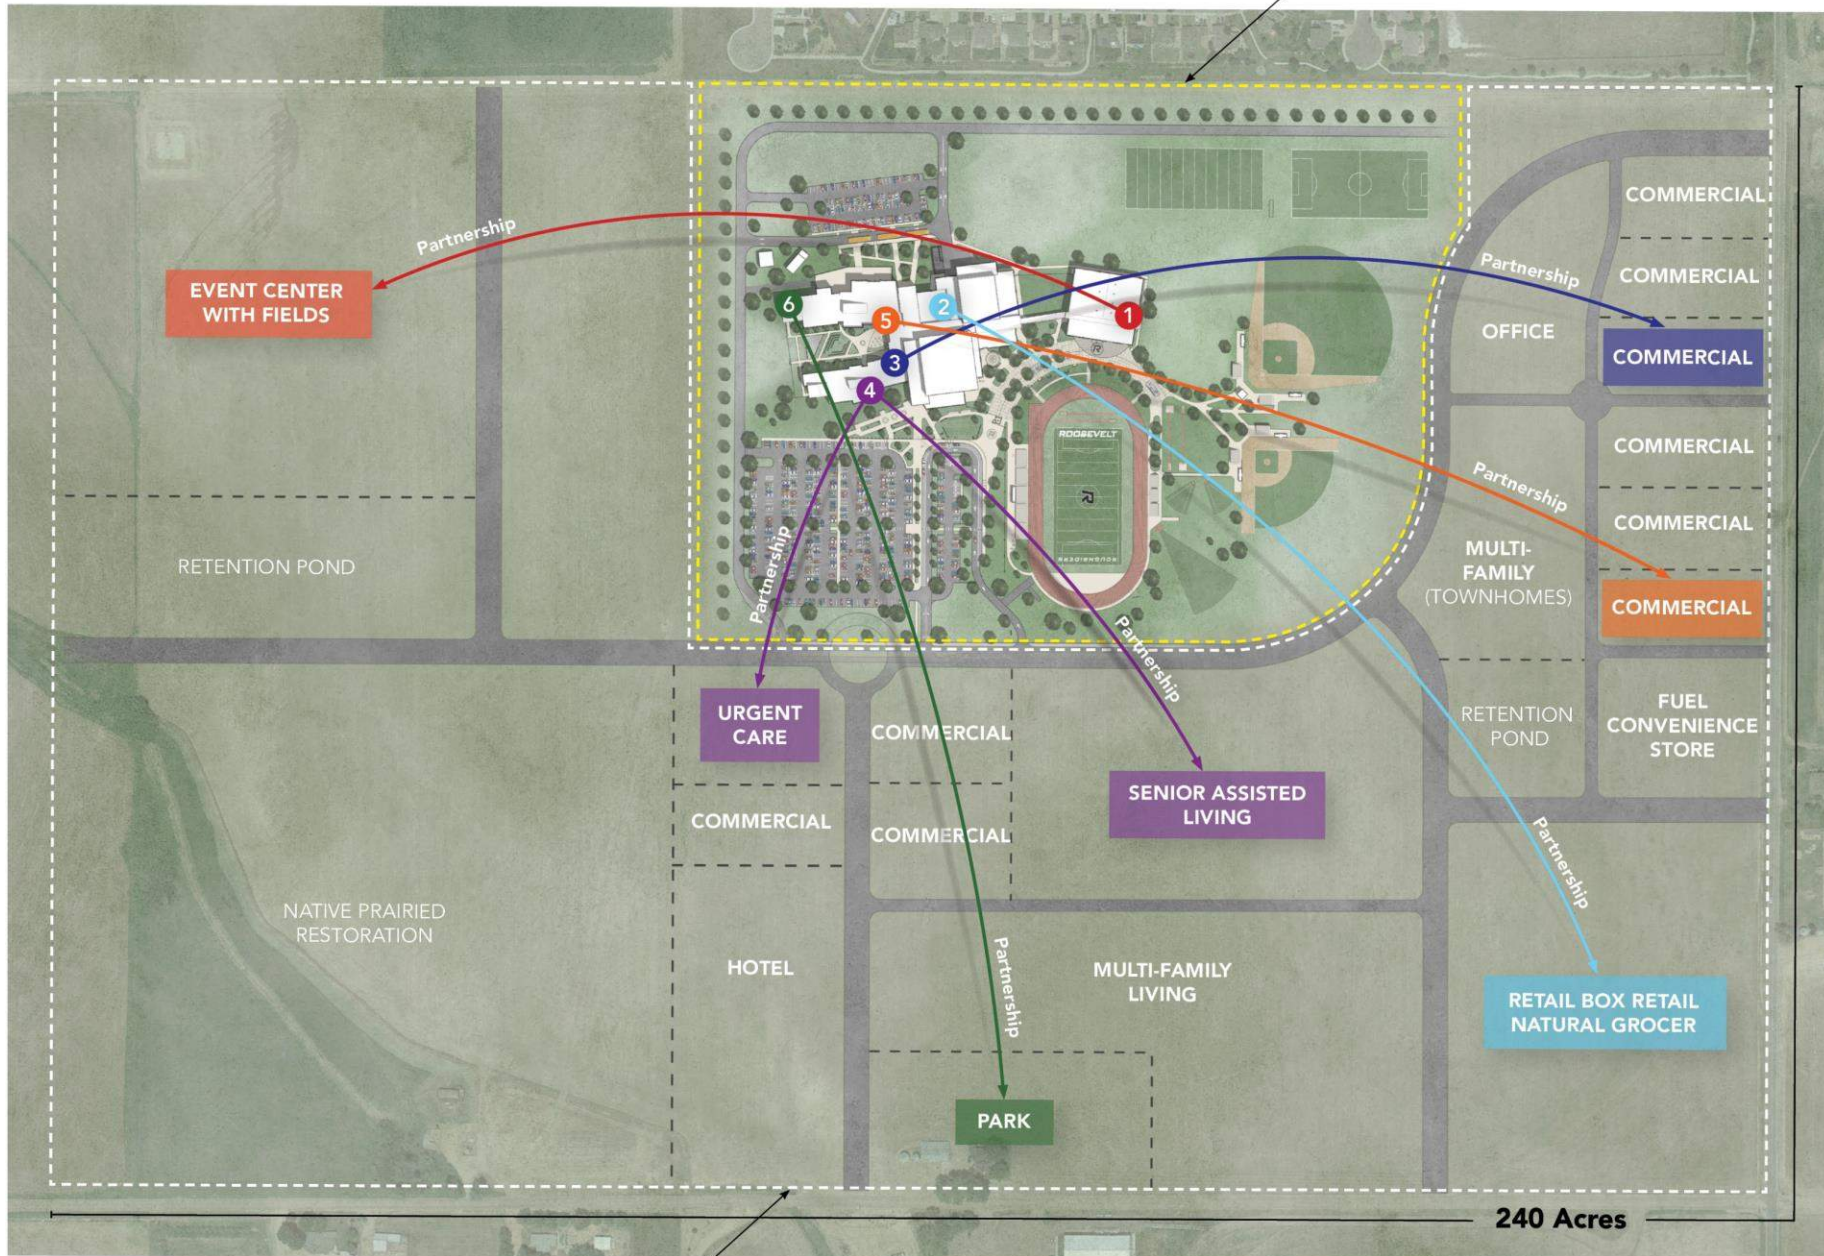 Partnership
EVENT CENTER
WITH FIELDS
1
2
3
4
5
6
R
ROOSEVELT
R
ROUGHRIDERS
COMMERCIAL
COMMERCIAL
Partnership
OFFICE
COMMERCIAL
COMMERCIAL
Partnership
COMMERCIAL
MULTI-
FAMILY
(TOWNHOMES)
COMMERCIAL
RETENTION POND
Partnership
Partnership
URGENT
CARE
COMMERCIAL
RETENTION
POND
FUEL
CONVENIENCE
STORE
SENIOR ASSISTED
LIVING
COMMERCIAL
COMMERCIAL
Partnership
NATIVE PRAIRIED
RESTORATION
HOTEL
Partnership
MULTI-FAMILY
LIVING
RETAIL BOX RETAIL
NATURAL GROCER
PARK
240 Acres